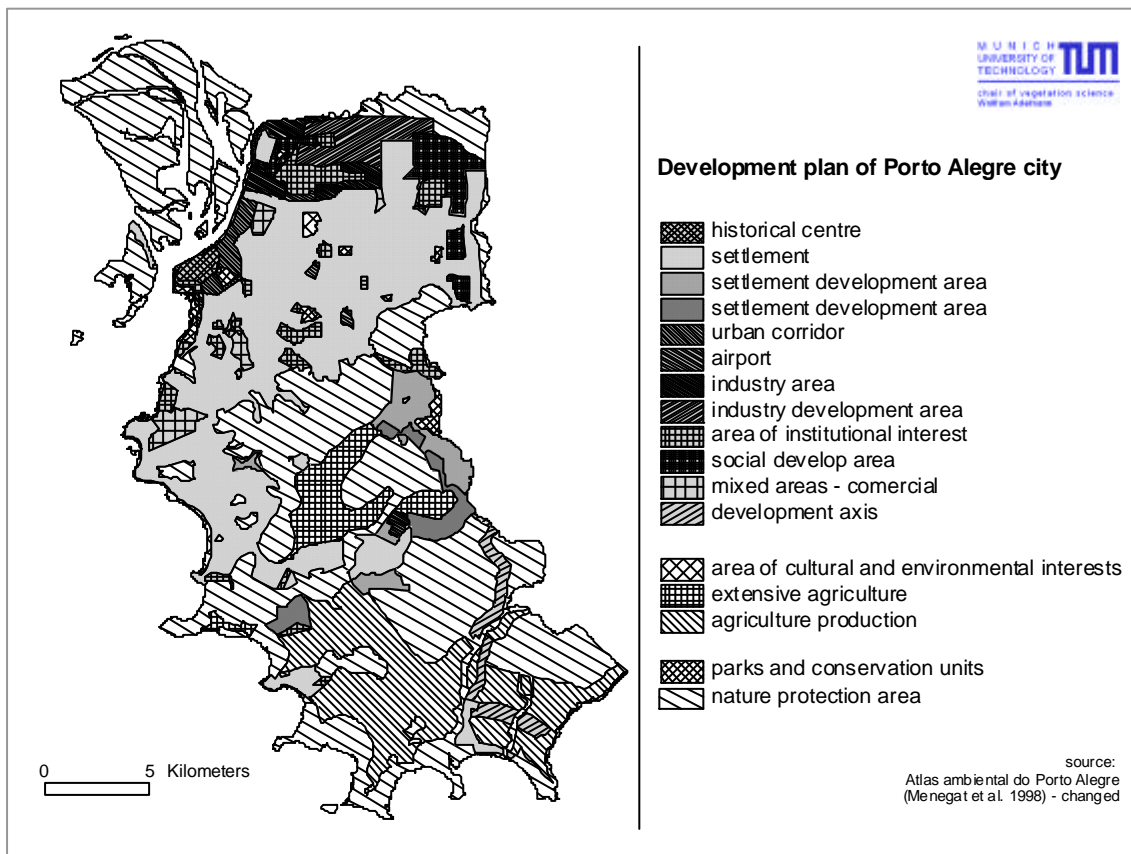 MUNICH
UNIVERSITY OF
TECHNOLOGY
TUM
chair of vegetation science
Development plan of Porto Alegre city
historical centre
settlement
settlement development area
settlement development area
urban corridor
airport
industry area
industry development area
area of institutional interest
social develop area
mixed areas - comercial
development axis
area of cultural and environmental interests
extensive agriculture
agriculture production
parks and conservation units
nature protection area
0 5 Kilometers
source:
Atlas ambiental do Porto Alegre
(Menegat et al. 1998) - changed